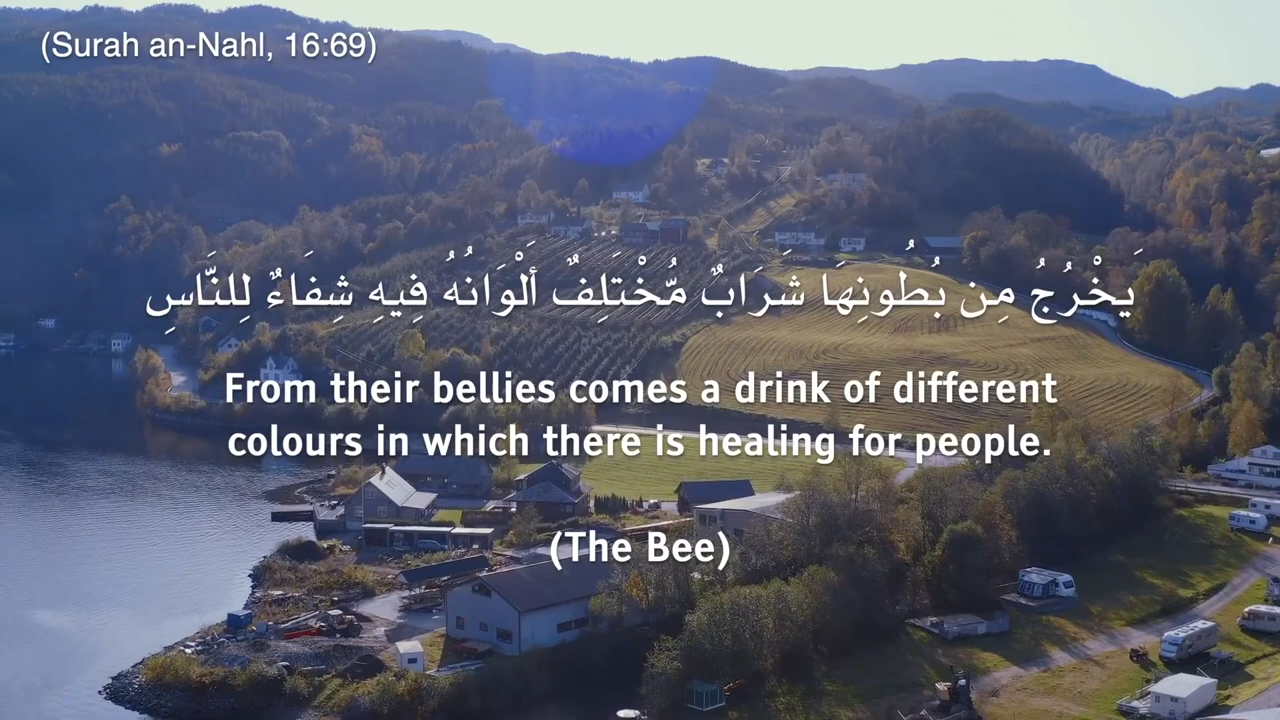 (Surah an-Nahl, 16:69)
يَخْرُجُ مِن بُطُونِهَا شَرَابٌ مُّخْتَلِفٌ أَلْوَانُهُ فِيهِ شِفَاءٌ لِلنَّاسِ
From their bellies comes a drink of different
colours in which there is healing for people.
(The Bee)